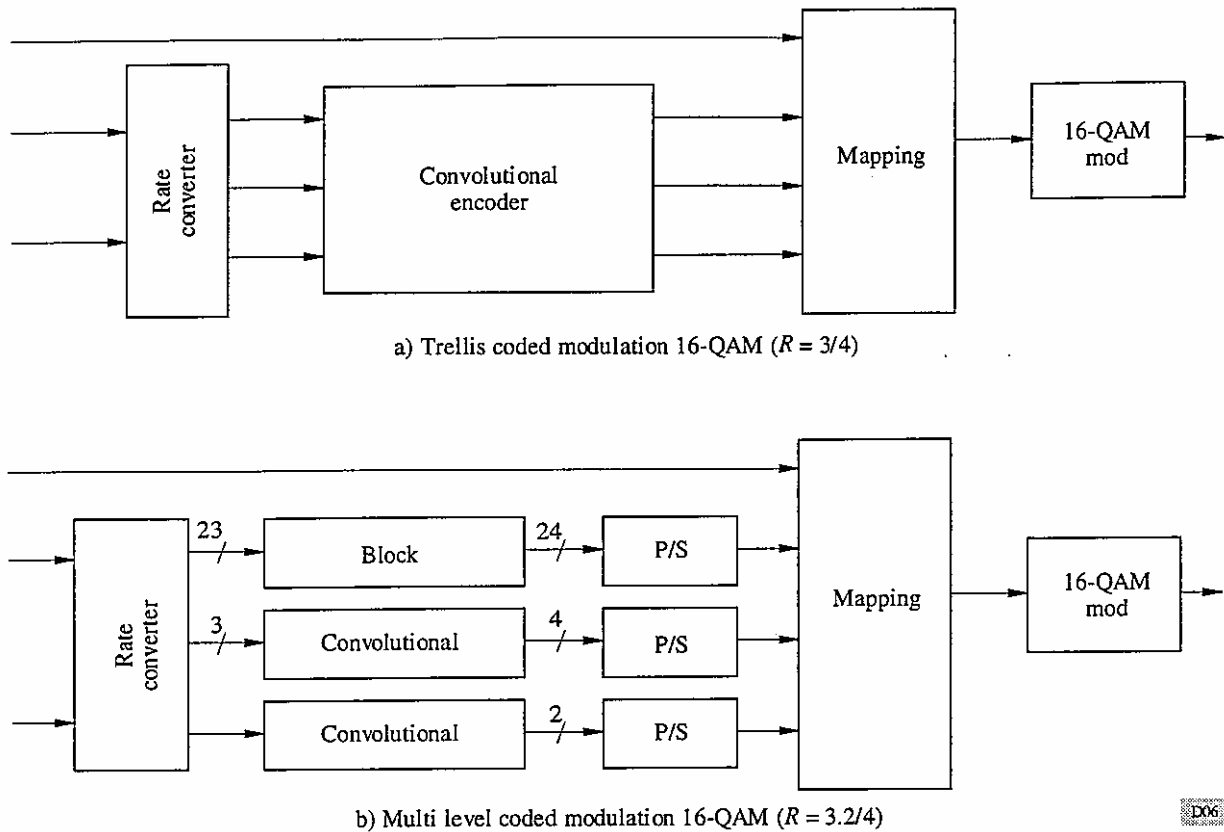 Rate
converter
Convolutional
encoder
Mapping
16-QAM
mod
a) Trellis coded modulation 16-QAM (R = 3/4)
Rate
converter
23
Block
24
P/S
3
Convolutional
4
P/S
Convolutional
2
P/S
Mapping
16-QAM
mod
b) Multi level coded modulation 16-QAM (R = 3.2/4)
D06